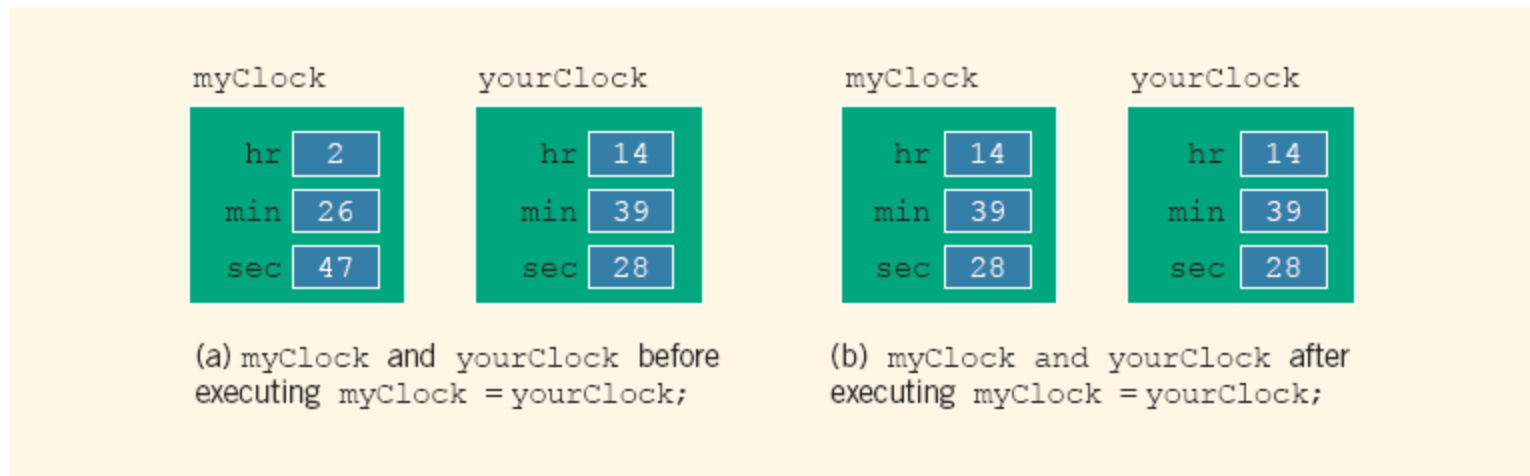 myClock yourClock myClock yourClock
hr 2 hr 14 hr 14 hr 14
min 26 min 39 min 39 min 39
sec 47 sec 28 sec 28 sec 28
(a) myClock and yourClock before
executing myClock = yourClock;
(b) myClock and yourClock after
executing myClock = yourClock;